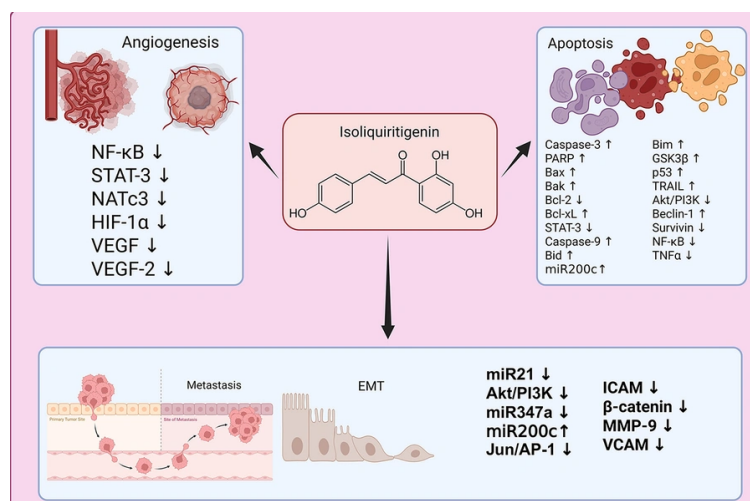 Angiogenesis
NF-κB ↓
STAT-3 ↓
NATc3 ↓
HIF-1α ↓
VEGF ↓
VEGF-2 ↓
Isoliquiritigenin
O
OH
HO
OH
Apoptosis
Caspase-3 ↑
PARP ↑
Bax ↑
Bak ↑
Bcl-2 ↓
Bcl-xL ↑
STAT-3 ↓
Caspase-9 ↑
Bid ↑
miR200c↑
Bim ↑
GSK3β ↑
p53 ↑
TRAIL ↑
Akt/PI3K ↓
Beclin-1 ↑
Survivin ↓
NF-κB ↓
TNFα ↓
Metastasis
Primary Tumor Site
Site of Metastasis
EMT
miR21 ↓
Akt/PI3K ↓
miR347a ↓
miR200c↑
Jun/AP-1 ↓
ICAM ↓
β-catenin ↓
MMP-9 ↓
VCAM ↓